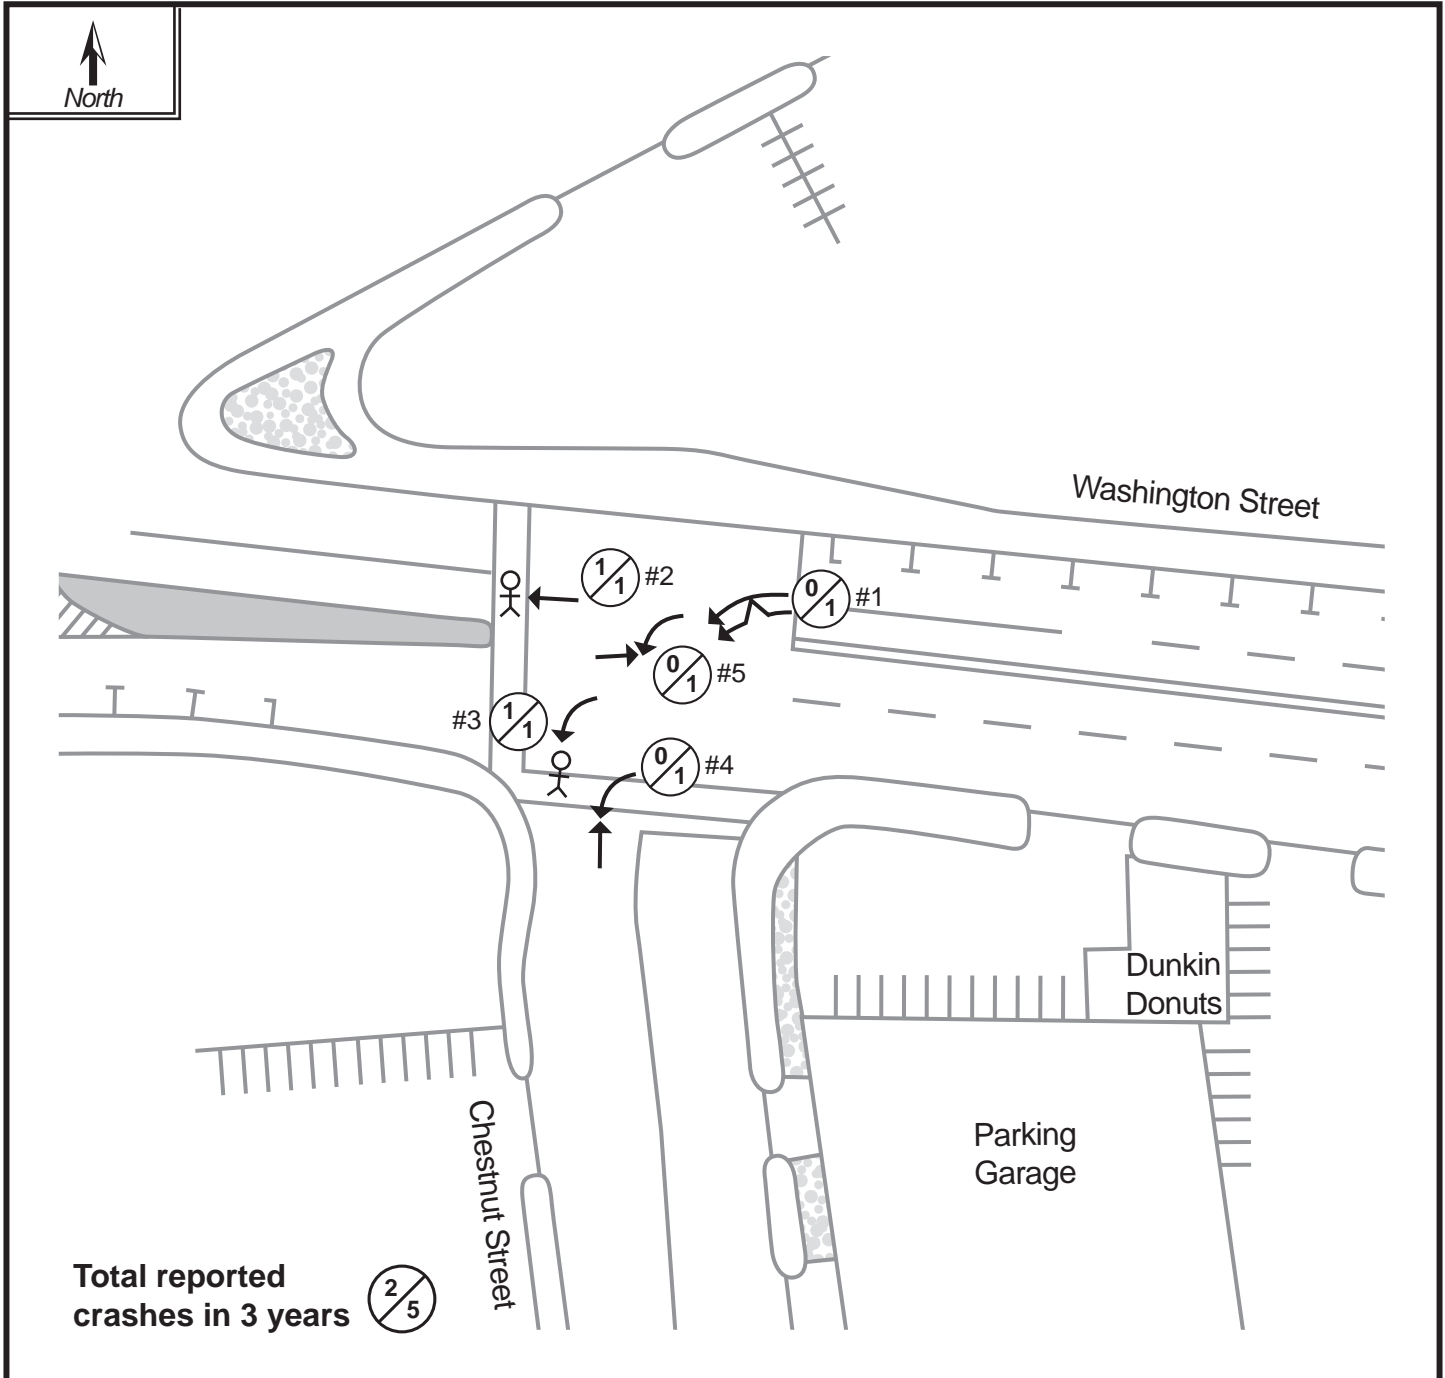 North
Washington Street
1/1 #2
0/1 #1
0/1 #5
#3 1/1
0/1 #4
Dunkin
Donuts
Parking
Garage
Chestnut Street
Total reported
crashes in 3 years 2/5